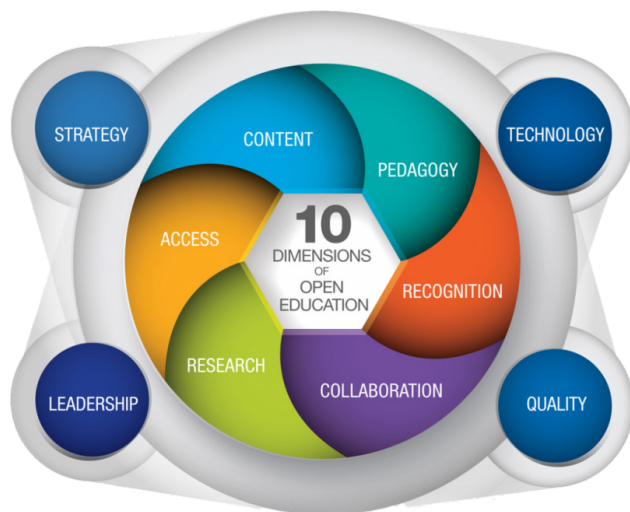 STRATEGY
TECHNOLOGY
CONTENT
PEDAGOGY
ACCESS
10
DIMENSIONS
OF
OPEN
EDUCATION
RECOGNITION
RESEARCH
COLLABORATION
LEADERSHIP
QUALITY